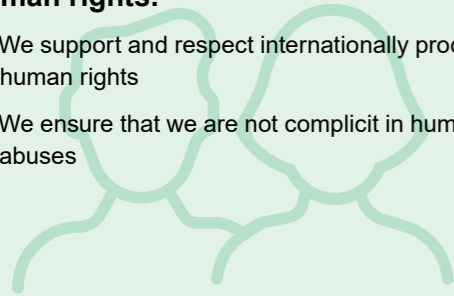 man rights:
We support and respect internationally proc
human rights
We ensure that we are not complicit in hum
abuses